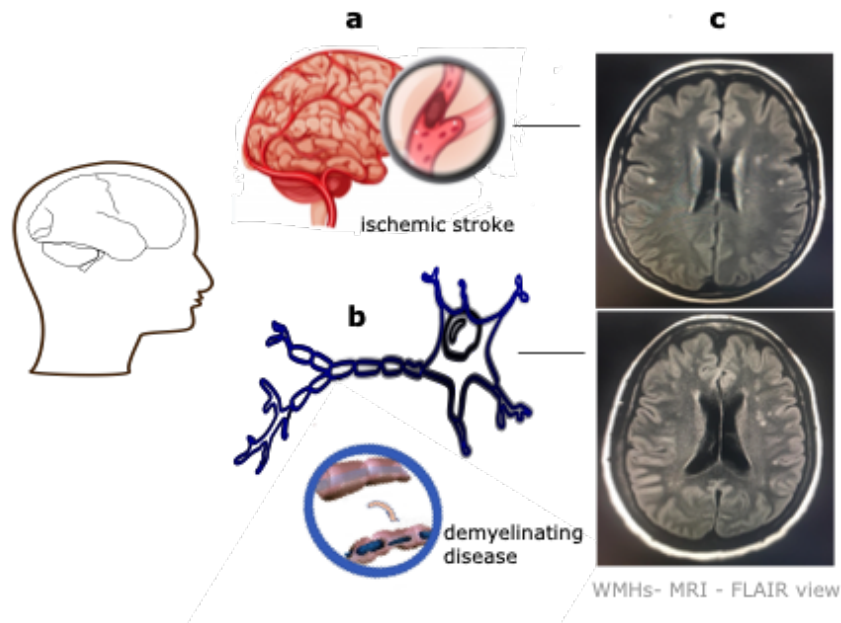 a
c
ischemic stroke
b
demyelinating
disease
WMHs- MRI - FLAIR view